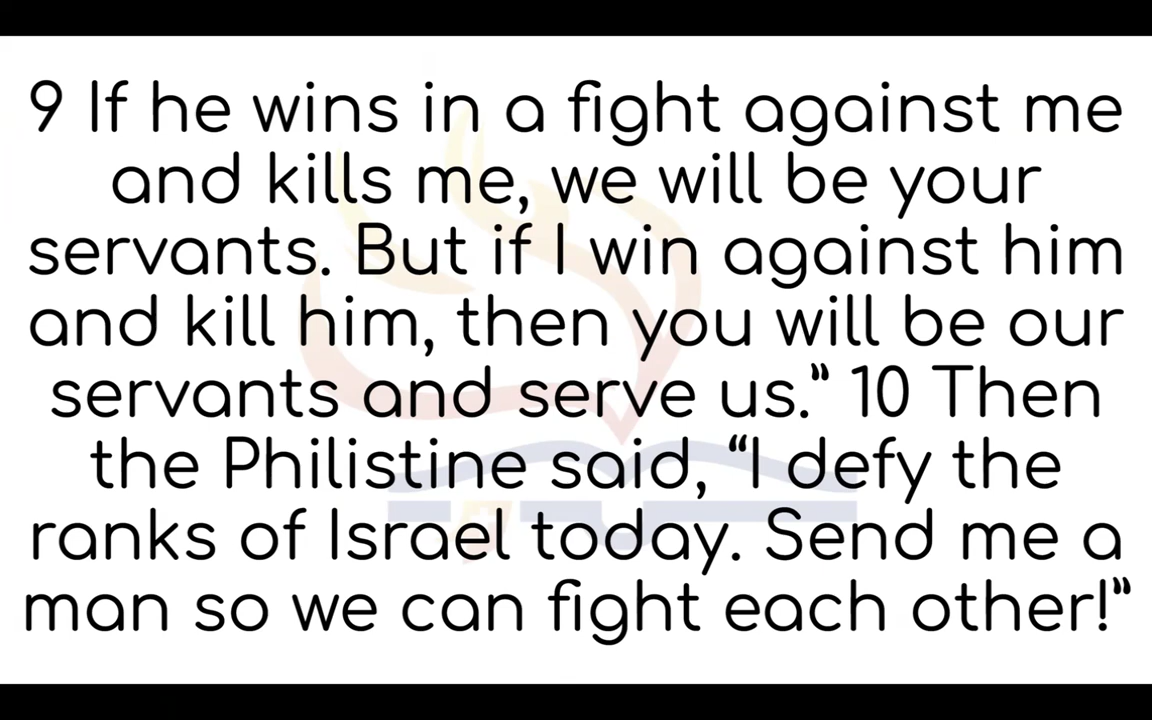 9 If he wins in a fight against me
and kills me, we will be your
servants. But if I win against him
and kill him, then you will be our
servants and serve us.” 10 Then
the Philistine said, “I defy the
ranks of Israel today. Send me a
man so we can fight each other!”